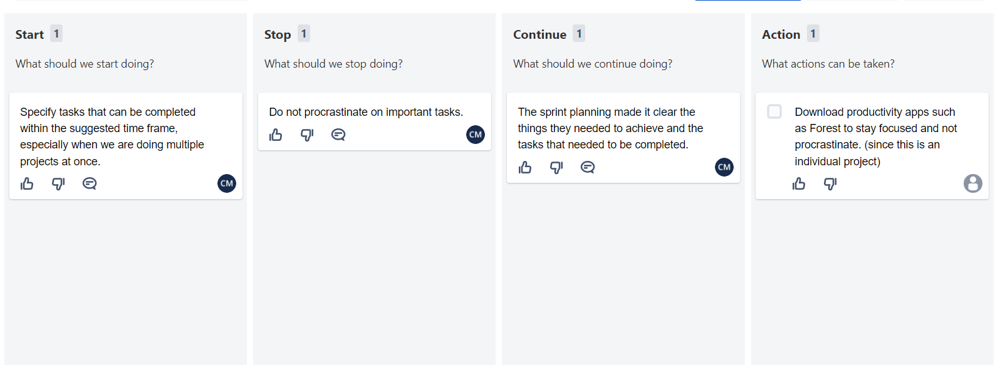 Start 1
What should we start doing?
Specify tasks that can be completed
within the suggested time frame,
especially when we are doing multiple
projects at once.
CM
Stop 1
What should we stop doing?
Do not procrastinate on important tasks.
CM
Continue 1
What should we continue doing?
The sprint planning made it clear the
things they needed to achieve and the
tasks that needed to be completed.
CM
Action 1
What actions can be taken?
Download productivity apps such
as Forest to stay focused and not
procrastinate. (since this is an
individual project)